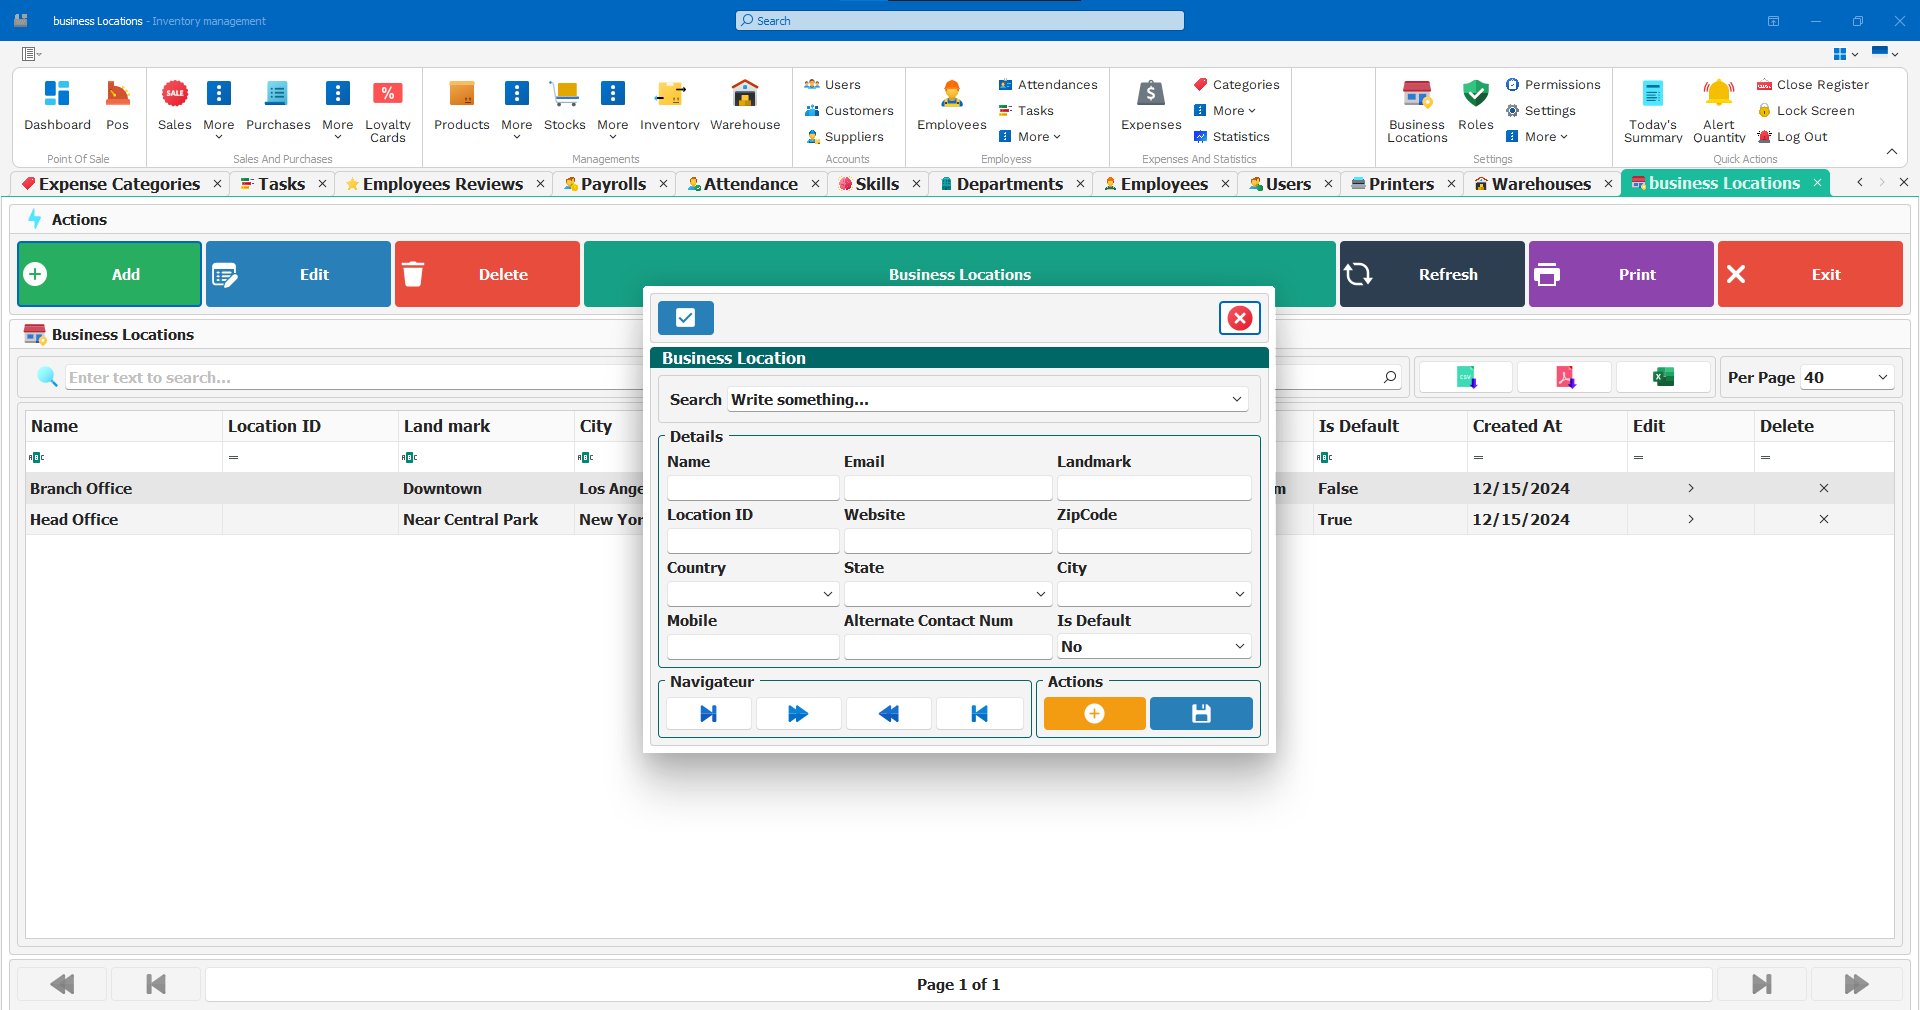 business Locations - Inventory management
Search
Dashboard
Pos
Point Of Sale
Sales
More
Purchases
More
Loyalty Cards
Sales And Purchases
Products
More
Stocks
More
Inventory
Warehouse
Managements
Users
Customers
Suppliers
Accounts
Employees
Attendances
Tasks
More
Employess
Expenses
Categories
More
Statistics
Expenses And Statistics
Business Locations
Roles
Permissions
Settings
More
Settings
Today's Summary
Alert Quantity
Close Register
Lock Screen
Log Out
Quick Actions
Expense Categories
Tasks
Employees Reviews
Payrolls
Attendance
Skills
Departments
Employees
Users
Printers
Warehouses
business Locations
Actions
Add
Edit
Delete
Business Locations
Refresh
Print
Exit
Business Locations
Enter text to search...
Per Page 40
Name Location ID Land mark City Is Default Created At Edit Delete
Branch Office Downtown Los Ange m False 12/15/2024
Head Office Near Central Park New Yor True 12/15/2024
Business Location
Search Write something...
Details
Name Email Landmark
Location ID Website ZipCode
Country State City
Mobile Alternate Contact Num Is Default
No
Navigateur
Actions
Page 1 of 1